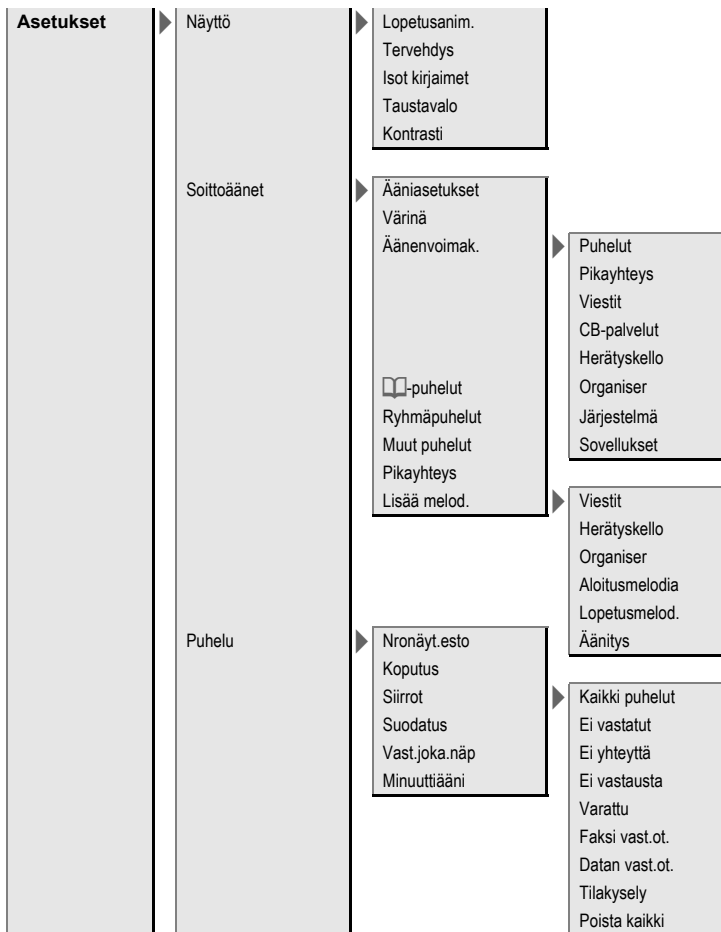 Asetukset
Näyttö
Lopetusanim.
Tervehdys
Isot kirjaimet
Taustavalo
Kontrasti
Soittoäänet
Ääniasetukset
Värinä
Äänenvoimak.
Puhelut
Pikayhteys
Viestit
CB-palvelut
Herätyskello
Organiser
Järjestelmä
Sovellukset
-puhelut
Ryhmäpuhelut
Muut puhelut
Pikayhteys
Lisää melod.
Viestit
Herätyskello
Organiser
Aloitusmelodia
Lopetusmelod.
Äänitys
Puhelu
Nronäyt.esto
Koputus
Siirrot
Kaikki puhelut
Ei vastatut
Ei yhteyttä
Ei vastausta
Varattu
Faksi vast.ot.
Datan vast.ot.
Tilakysely
Poista kaikki
Suodatus
Vast.joka.näp
Minuuttiääni